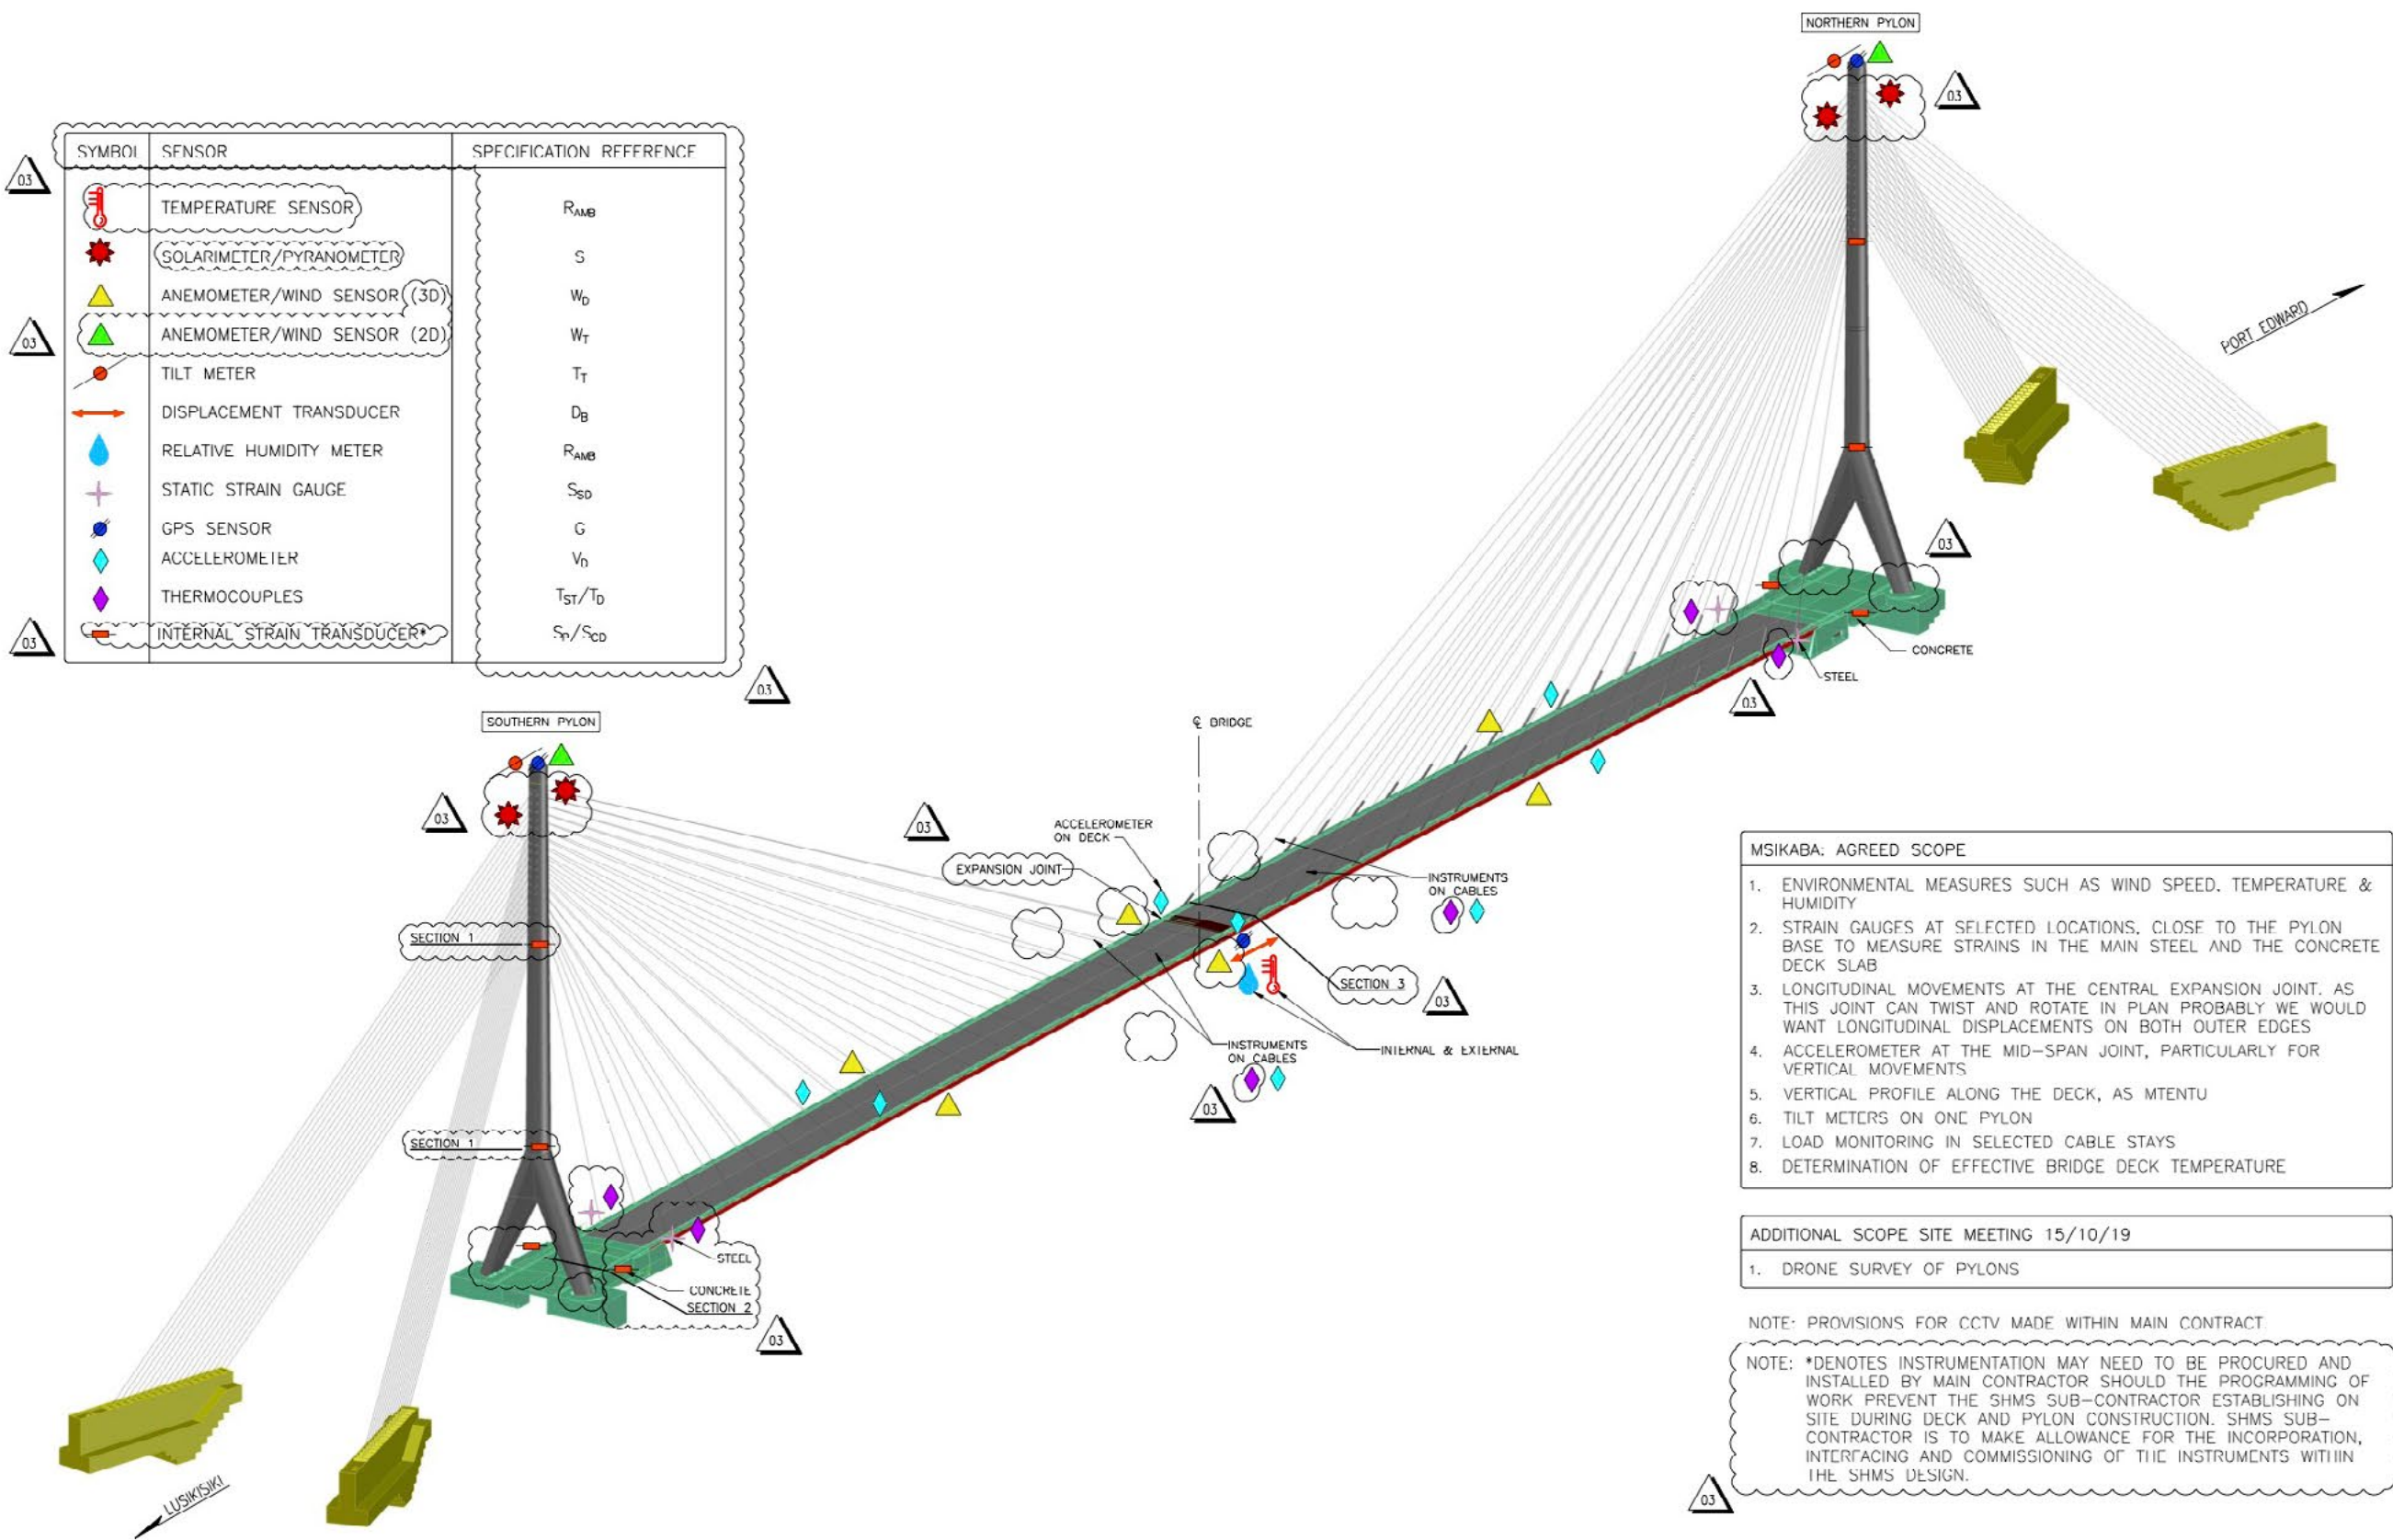 NORTHERN PYLON
03
SYMBOL SENSOR SPECIFICATION REFERENCE
03
TEMPERATURE SENSOR RAMB
SOLARIMETER/PYRANOMETER S
ANEMOMETER/WIND SENSOR (3D) WD
ANEMOMETER/WIND SENSOR (2D) WT
03
TILT METER TT
DISPLACEMENT TRANSDUCER DB
RELATIVE HUMIDITY METER RAMB
STATIC STRAIN GAUGE SSD
GPS SENSOR G
ACCELEROMETER VD
THERMOCOUPLES TST/TD
INTERNAL STRAIN TRANSDUCER* SP/SCD
03
03
PORT EDWARD
03
CONCRETE
STEEL
03
SOUTHERN PYLON
℄ BRIDGE
03
03
ACCELEROMETER
ON DECK
EXPANSION JOINT
INSTRUMENTS
ON CABLES
SECTION 1
SECTION 3
03
INSTRUMENTS
ON CABLES
INTERNAL & EXTERNAL
03
SECTION 1
STEEL
CONCRETE
SECTION 2
03
LUSIKISIKI
MSIKABA: AGREED SCOPE
1. ENVIRONMENTAL MEASURES SUCH AS WIND SPEED. TEMPERATURE &
HUMIDITY
2. STRAIN GAUGES AT SELECTED LOCATIONS, CLOSE TO THE PYLON
BASE TO MEASURE STRAINS IN THE MAIN STEEL AND THE CONCRETE
DECK SLAB
3. LONGITUDINAL MOVEMENTS AT THE CENTRAL EXPANSION JOINT. AS
THIS JOINT CAN TWIST AND ROTATE IN PLAN PROBABLY WE WOULD
WANT LONGITUDINAL DISPLACEMENTS ON BOTH OUTER EDGES
4. ACCELEROMETER AT THE MID-SPAN JOINT, PARTICULARLY FOR
VERTICAL MOVEMENTS
5. VERTICAL PROFILE ALONG THE DECK, AS MTENTU
6. TILT METERS ON ONE PYLON
7. LOAD MONITORING IN SELECTED CABLE STAYS
8. DETERMINATION OF EFFECTIVE BRIDGE DECK TEMPERATURE
ADDITIONAL SCOPE SITE MEETING 15/10/19
1. DRONE SURVEY OF PYLONS
NOTE: PROVISIONS FOR CCTV MADE WITHIN MAIN CONTRACT.
NOTE: *DENOTES INSTRUMENTATION MAY NEED TO BE PROCURED AND
INSTALLED BY MAIN CONTRACTOR SHOULD THE PROGRAMMING OF
WORK PREVENT THE SHMS SUB-CONTRACTOR ESTABLISHING ON
SITE DURING DECK AND PYLON CONSTRUCTION. SHMS SUB-
CONTRACTOR IS TO MAKE ALLOWANCE FOR THE INCORPORATION,
INTERFACING AND COMMISSIONING OF THE INSTRUMENTS WITHIN
THE SHMS DESIGN.
03